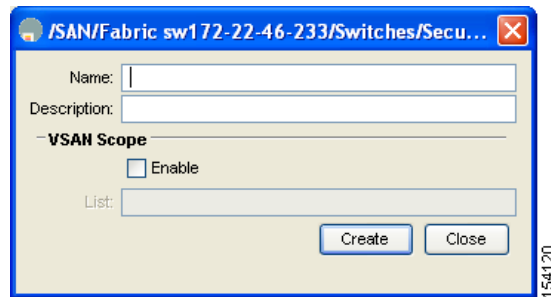 /SAN/Fabric sw172-22-46-233/Switches/Secu...
Name:
Description:
VSAN Scope
Enable
List:
Create Close
154120